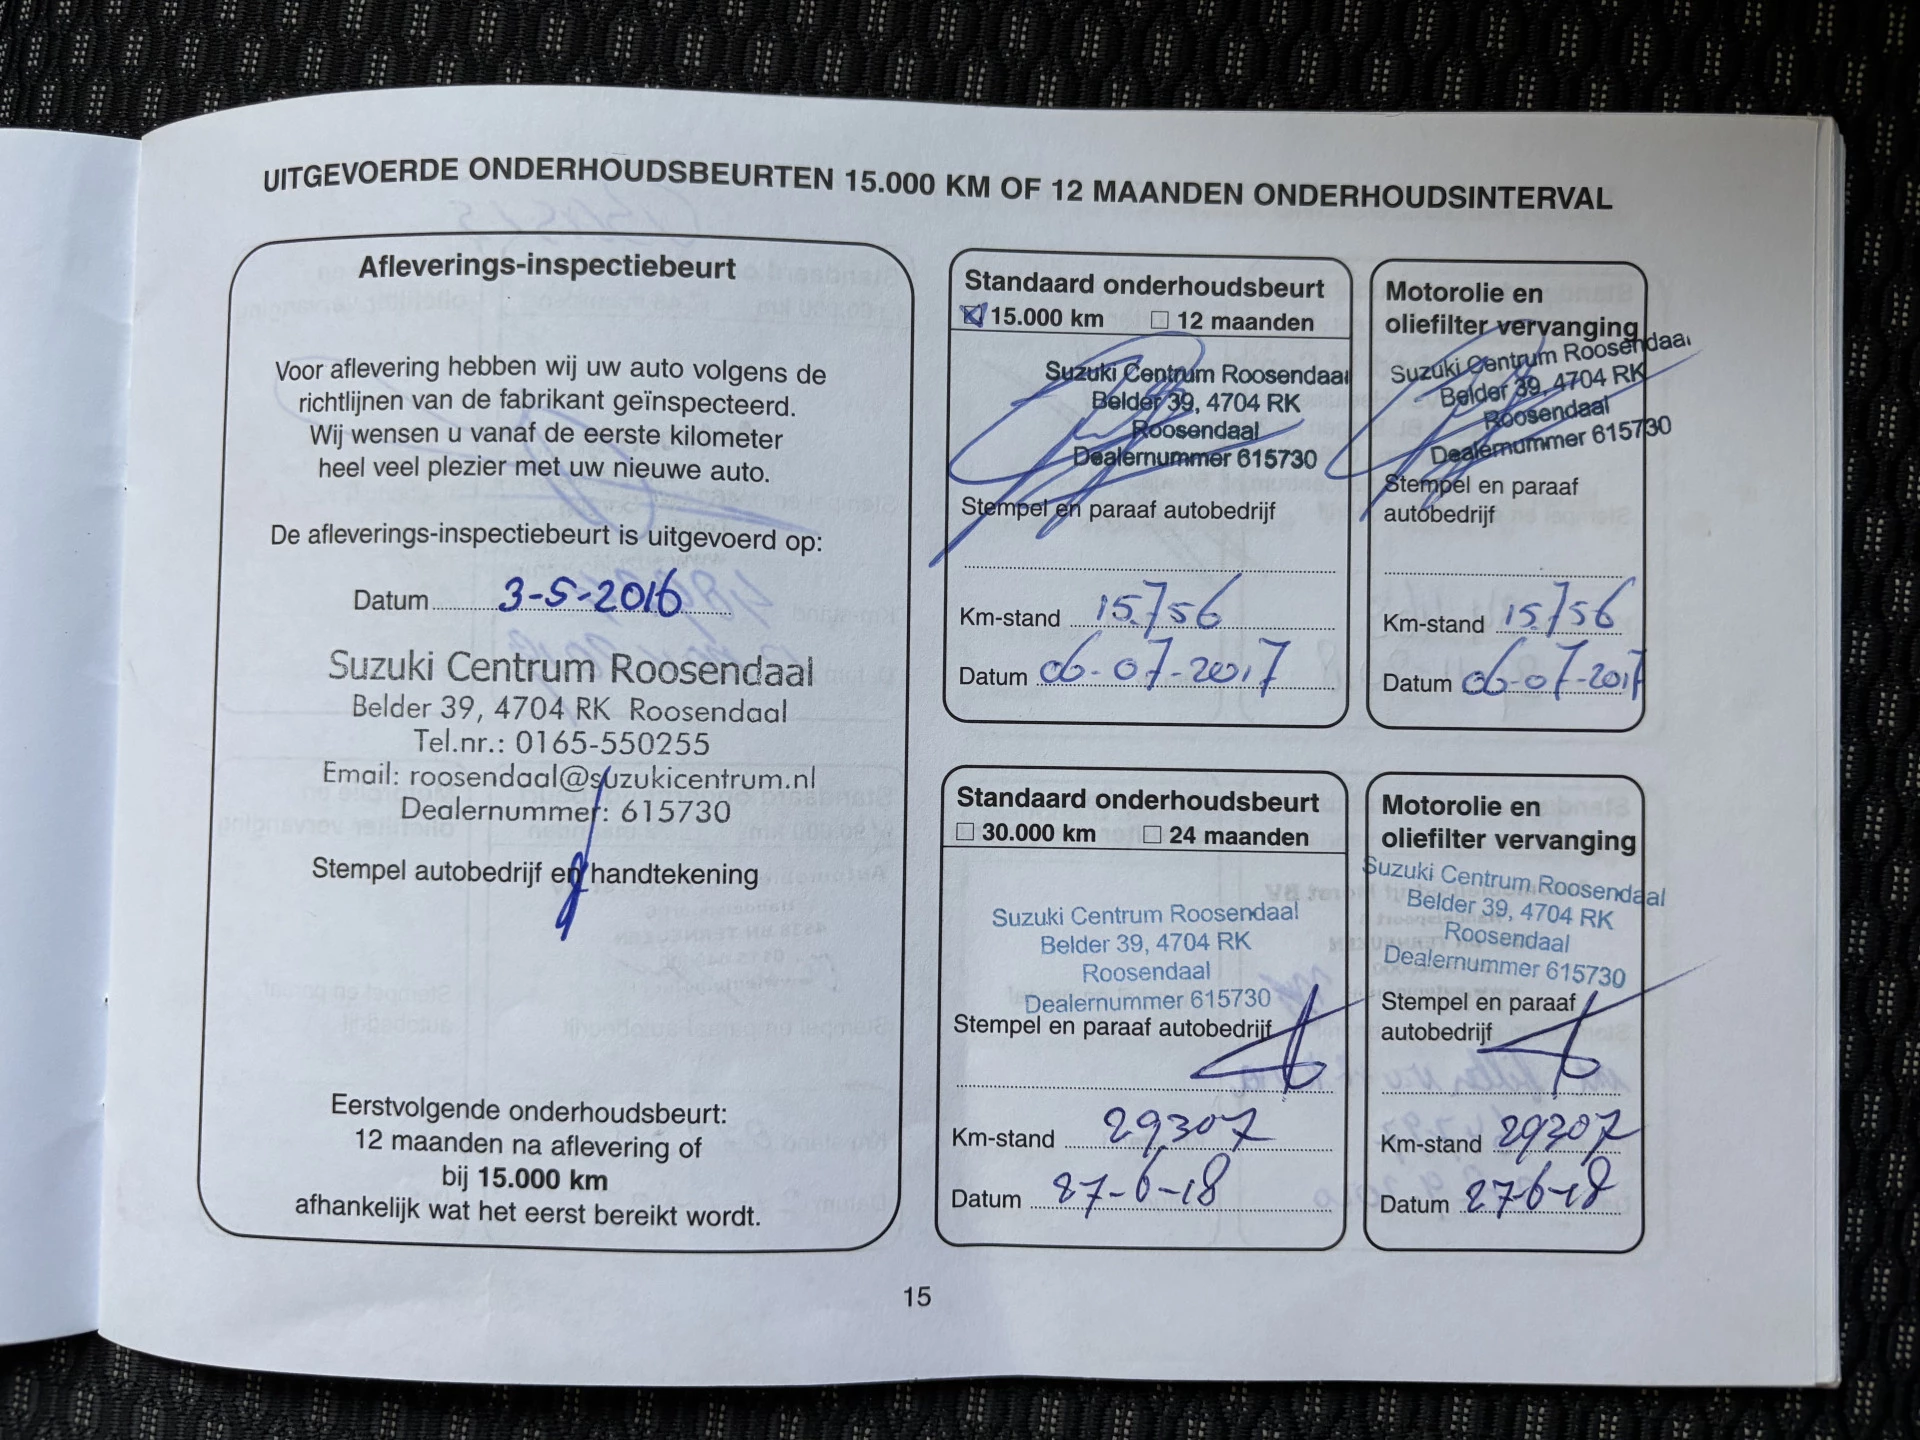 UITGEVOERDE ONDERHOUDSBEURTEN 15.000 KM OF 12 MAANDEN ONDERHOUDSINTERVAL
Afleverings-inspectiebeurt
Voor aflevering hebben wij uw auto volgens de
richtlijnen van de fabrikant geïnspecteerd.
Wij wensen u vanaf de eerste kilometer
heel veel plezier met uw nieuwe auto.
De afleverings-inspectiebeurt is uitgevoerd op:
Datum 3-5-2016
Suzuki Centrum Roosendaal
Belder 39, 4704 RK Roosendaal
Tel.nr.: 0165-550255
Email: roosendaal@suzukicentrum.nl
Dealernummer: 615730
Stempel autobedrijf en handtekening
Eerstvolgende onderhoudsbeurt:
12 maanden na aflevering of
bij 15.000 km
afhankelijk wat het eerst bereikt wordt.
Standaard onderhoudsbeurt
15.000 km 12 maanden
Suzuki Centrum Roosendaal
Belder 39, 4704 RK
Roosendaal
Dealernummer 615730
Stempel en paraaf autobedrijf
Km-stand 15.756
Datum 06-07-2017
Motorolie en
oliefilter vervanging
Suzuki Centrum Roosendaal
Belder 39, 4704 RK
Roosendaal
Dealernummer 615730
Stempel en paraaf
autobedrijf
Km-stand 15.756
Datum 06-07-2017
Standaard onderhoudsbeurt
30.000 km 24 maanden
Suzuki Centrum Roosendaal
Belder 39, 4704 RK
Roosendaal
Dealernummer 615730
Stempel en paraaf autobedrijf
Km-stand 29307
Datum 27-6-18
Motorolie en
oliefilter vervanging
Suzuki Centrum Roosendaal
Belder 39, 4704 RK
Roosendaal
Dealernummer 615730
Stempel en paraaf
autobedrijf
Km-stand 29307
Datum 27-6-18
15